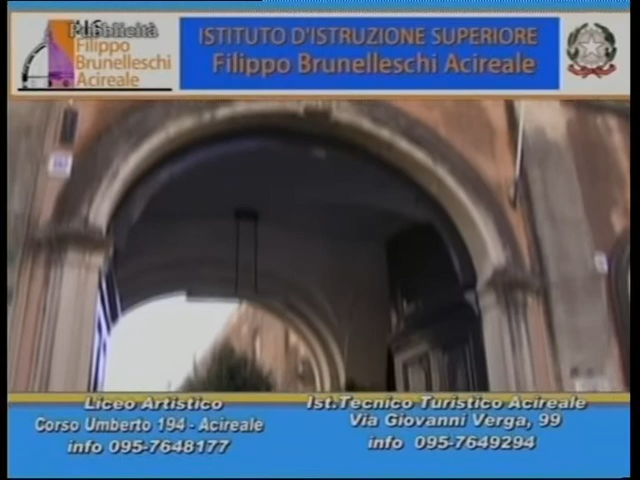 Pubblicità
Filippo
Brunelleschi
Acireale
ISTITUTO D'ISTRUZIONE SUPERIORE
Filippo Brunelleschi Acireale
Liceo Artistico
Corso Umberto 194 - Acireale
info 095-7648177
Ist.Tecnico Turistico Acireale
Via Giovanni Verga, 99
info 095-7649294